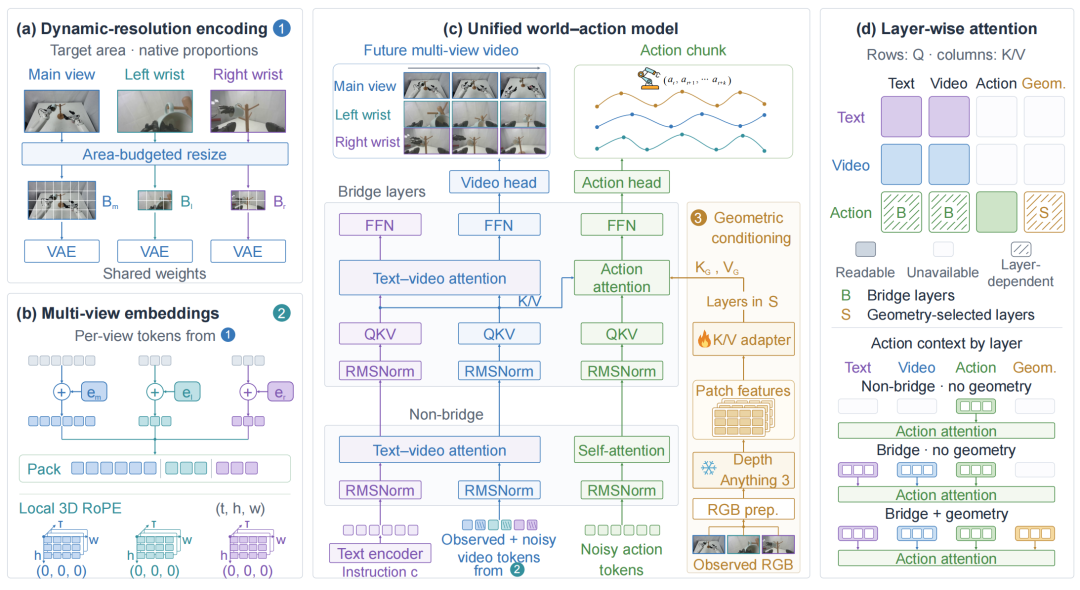 (a) Dynamic-resolution encoding 1
Target area · native proportions
Main view Left wrist Right wrist
Area-budgeted resize
Bm Bl Br
VAE VAE VAE
Shared weights
(b) Multi-view embeddings 2
Per-view tokens from 1
+ em + el + er
Pack
Local 3D RoPE (t, h, w)
T T T
h w h w h w
(0, 0, 0) (0, 0, 0) (0, 0, 0)
(c) Unified world–action model
Future multi-view video Action chunk
Main view
Left wrist
Right wrist
(at, at+1, ⋯ at+k)
Video head Action head
Bridge layers
FFN FFN FFN
Text–video attention Action attention
K/V
QKV QKV QKV
RMSNorm RMSNorm RMSNorm
Non-bridge
Text–video attention Self-attention
RMSNorm RMSNorm RMSNorm
Text encoder
Instruction c
Observed + noisy
video tokens
from 2
Noisy action
tokens
3 Geometric
conditioning
KG , VG
Layers in S
K/V adapter
Patch features
Depth
Anything 3
RGB prep.
Observed RGB
(d) Layer-wise attention
Rows: Q · columns: K/V
Text Video Action Geom.
Text
Video
Action B B S
Readable Unavailable Layer-
dependent
B Bridge layers
S Geometry-selected layers
Action context by layer
Text Video Action Geom.
Non-bridge · no geometry
Action attention
Bridge · no geometry
Action attention
Bridge + geometry
Action attention